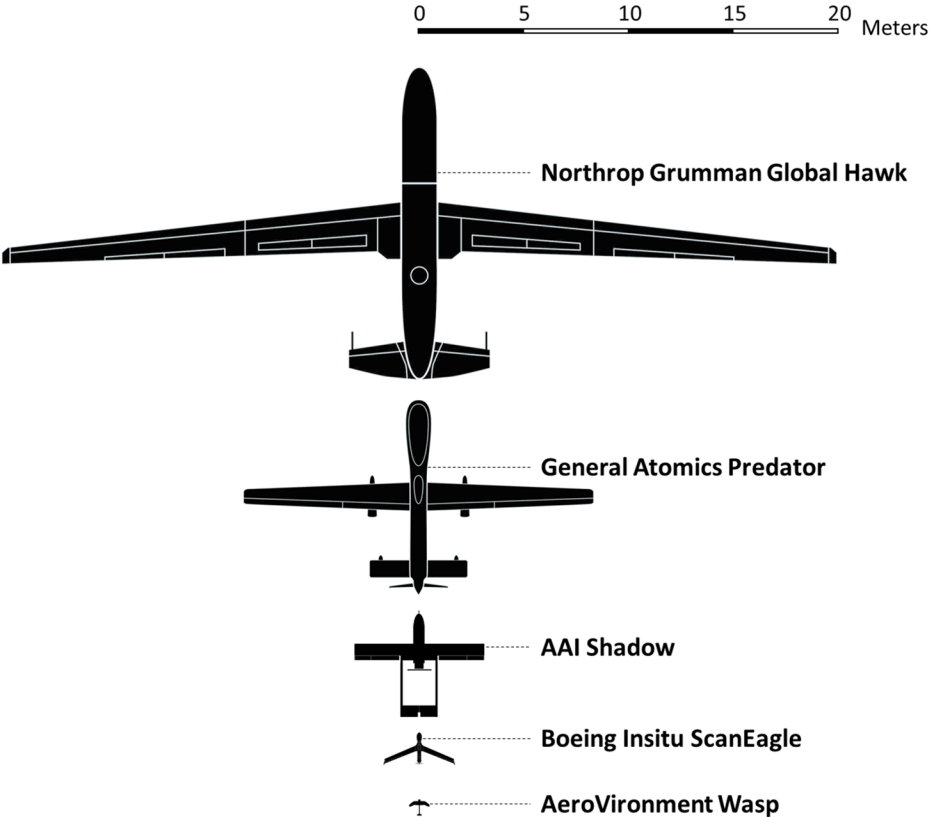 0 5 10 15 20 Meters
Northrop Grumman Global Hawk
General Atomics Predator
AAI Shadow
Boeing Insitu ScanEagle
AeroVironment Wasp